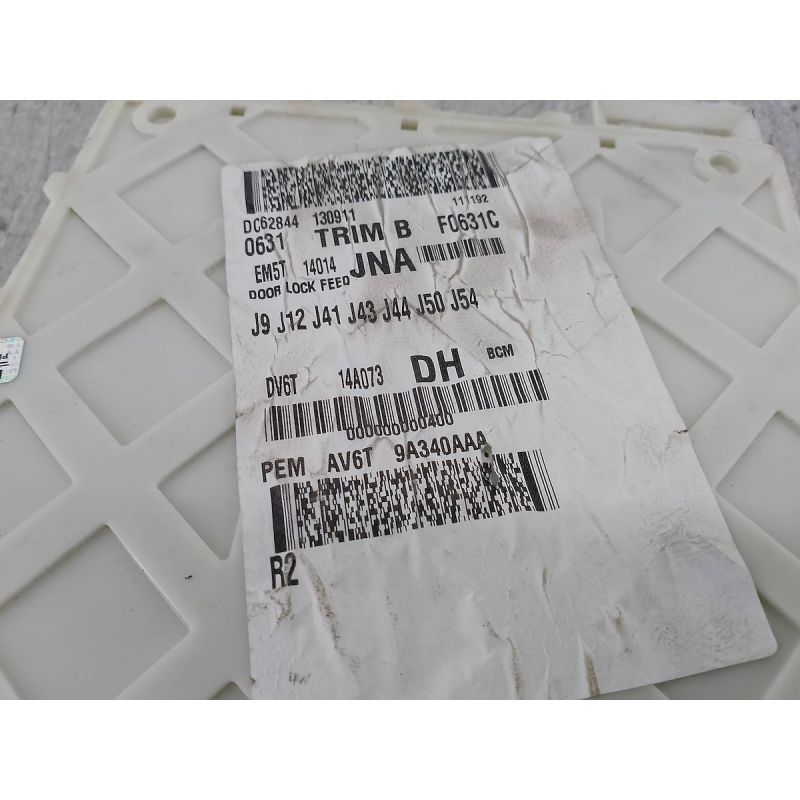 DC62844 130911 111192
0631 TRIM B F0631C
EM5T 14014 JNA
DOOR LOCK FEED
J9 J12 J41 J43 J44 J50 J54
DV6T 14A073 DH BCM
000000000400
PEM AV6T 9A340AAA
R2